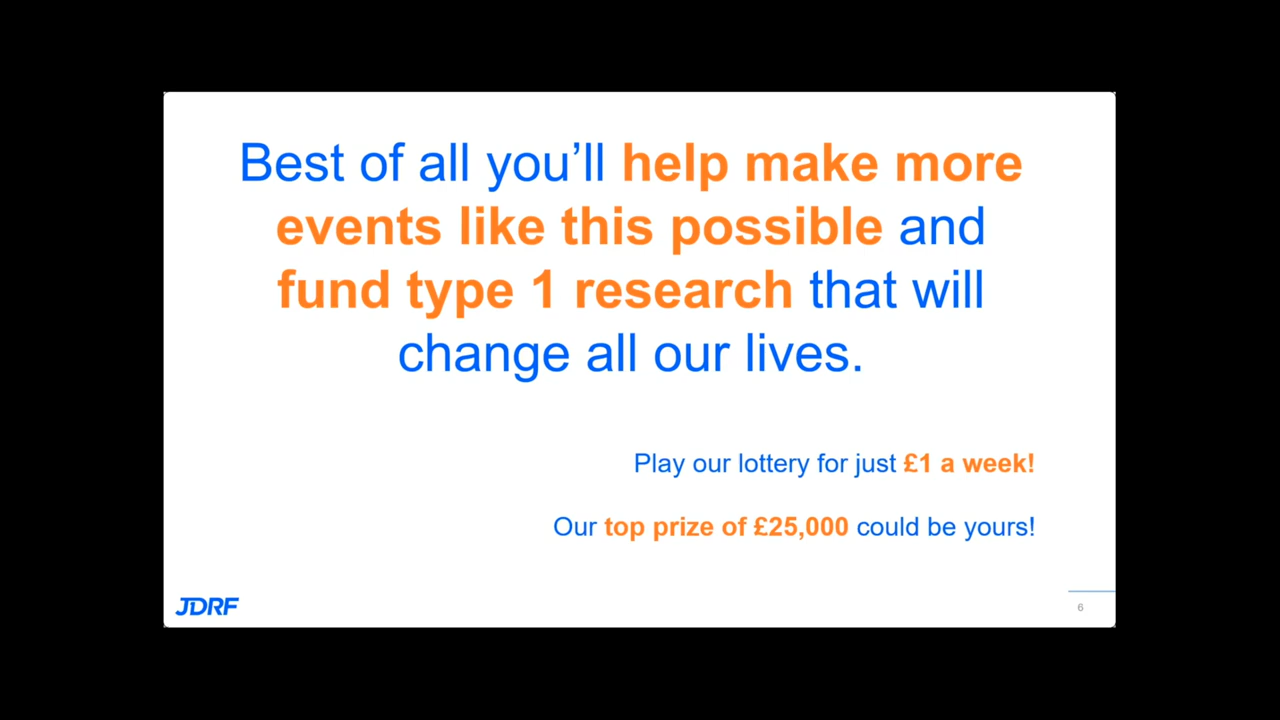 Best of all you’ll help make more
events like this possible and
fund type 1 research that will
change all our lives.
Play our lottery for just £1 a week!
Our top prize of £25,000 could be yours!
JDRF
6